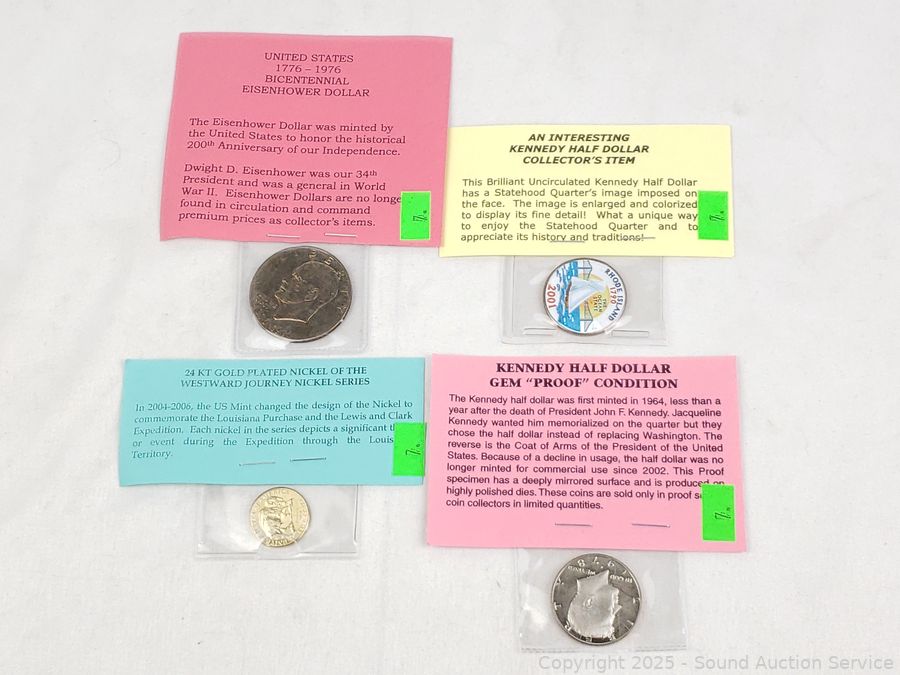 UNITED STATES
1776 – 1976
BICENTENNIAL
EISENHOWER DOLLAR
The Eisenhower Dollar was minted by
the United States to honor the historical
200th Anniversary of our Independence.
Dwight D. Eisenhower was our 34th
President and was a general in World
War II. Eisenhower Dollars are no longe
found in circulation and command
premium prices as collector's items.
AN INTERESTING
KENNEDY HALF DOLLAR
COLLECTOR'S ITEM
This Brilliant Uncirculated Kennedy Half Dollar
has a Statehood Quarter's image imposed on
the face. The image is enlarged and colorized
to display its fine detail! What a unique way
to enjoy the Statehood Quarter and to
appreciate its history and traditions!
RHODE ISLAND
1790
THE
OCEAN
STATE
2001
24 KT GOLD PLATED NICKEL OF THE
WESTWARD JOURNEY NICKEL SERIES
In 2004-2006, the US Mint changed the design of the Nickel to
commemorate the Louisiana Purchase and the Lewis and Clark
Expedition. Each nickel in the series depicts a significant th
or event during the Expedition through the Louis
Territory.
KENNEDY HALF DOLLAR
GEM "PROOF" CONDITION
The Kennedy half dollar was first minted in 1964, less than a
year after the death of President John F. Kennedy. Jacqueline
Kennedy wanted him memorialized on the quarter but they
chose the half dollar instead of replacing Washington. The
reverse is the Coat of Arms of the President of the United
States. Because of a decline in usage, the half dollar was no
longer minted for commercial use since 2002. This Proof
specimen has a deeply mirrored surface and is produced on
highly polished dies. These coins are sold only in proof se
coin collectors in limited quantities.
Copyright 2025 - Sound Auction Service